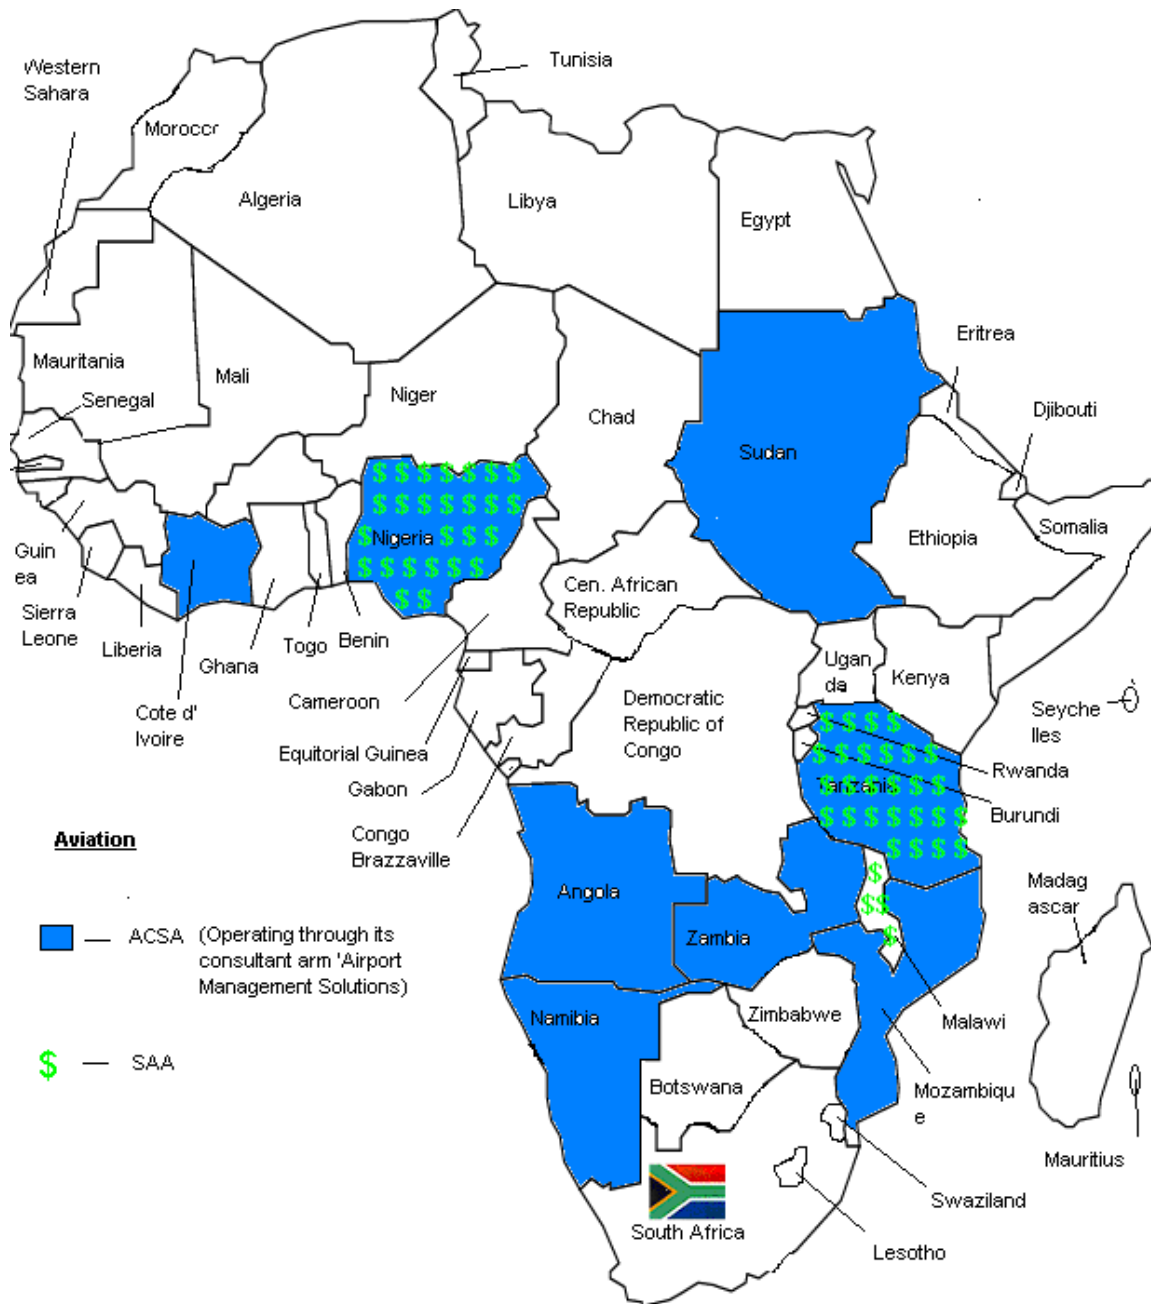 Western
Sahara
Tunisia
Moroccr
Algeria
Libya
Egypt
Mauritania
Mali
Niger
Chad
Sudan
Eritrea
Senegal
Djibouti
Nigeria
Ethiopia
Somalia
Guin
ea
Sierra
Leone
Liberia
Ghana
Togo
Benin
Cote d'
Ivoire
Cameroon
Cen. African
Republic
Equitorial Guinea
Gabon
Congo
Brazzaville
Democratic
Republic of
Congo
Ugan
da
Kenya
Seyche
lles
Rwanda
Tanzania
Burundi
Aviation
ACSA (Operating through its
consultant arm 'Airport
Management Solutions)
$ SAA
Angola
Zambia
Madag
ascar
Namibia
Zimbabwe
Malawi
Botswana
Mozambiqu
e
Mauritius
Swaziland
South Africa
Lesotho